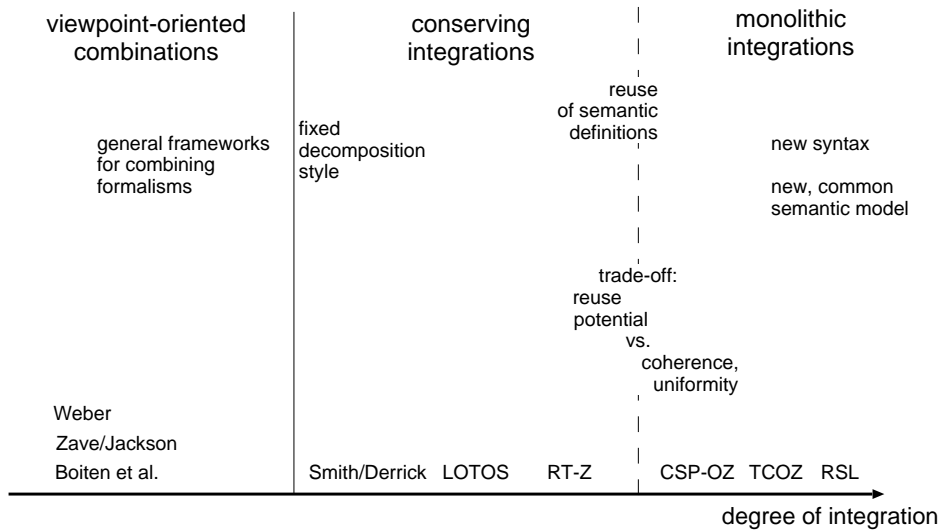 viewpoint-oriented
combinations
conserving
integrations
monolithic
integrations
general frameworks
for combining
formalisms
fixed
decomposition
style
reuse
of semantic
definitions
new syntax
new, common
semantic model
trade-off:
reuse
potential
vs.
coherence,
uniformity
Weber
Zave/Jackson
Boiten et al.
Smith/Derrick
LOTOS
RT-Z
CSP-OZ
TCOZ
RSL
degree of integration